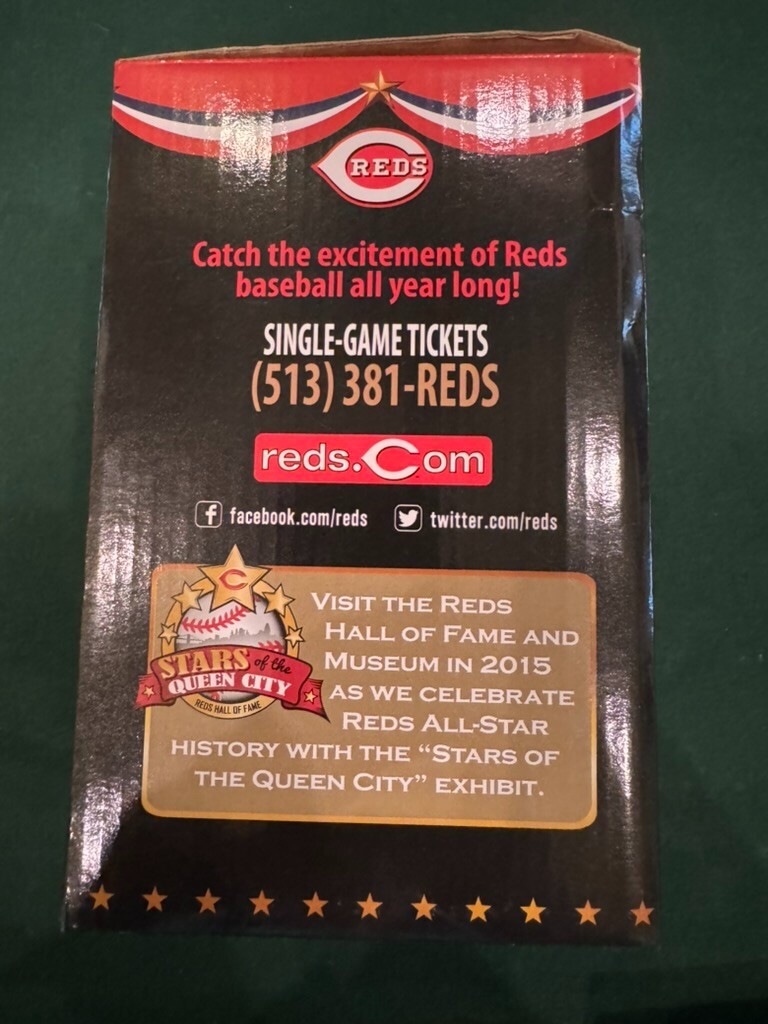 REDS
Catch the excitement of Reds
baseball all year long!
SINGLE-GAME TICKETS
(513) 381-REDS
reds.Com
facebook.com/reds twitter.com/reds
C
STARS of the
QUEEN CITY
REDS HALL OF FAME
VISIT THE REDS
HALL OF FAME AND
MUSEUM IN 2015
AS WE CELEBRATE
REDS ALL-STAR
HISTORY WITH THE “STARS OF
THE QUEEN CITY” EXHIBIT.